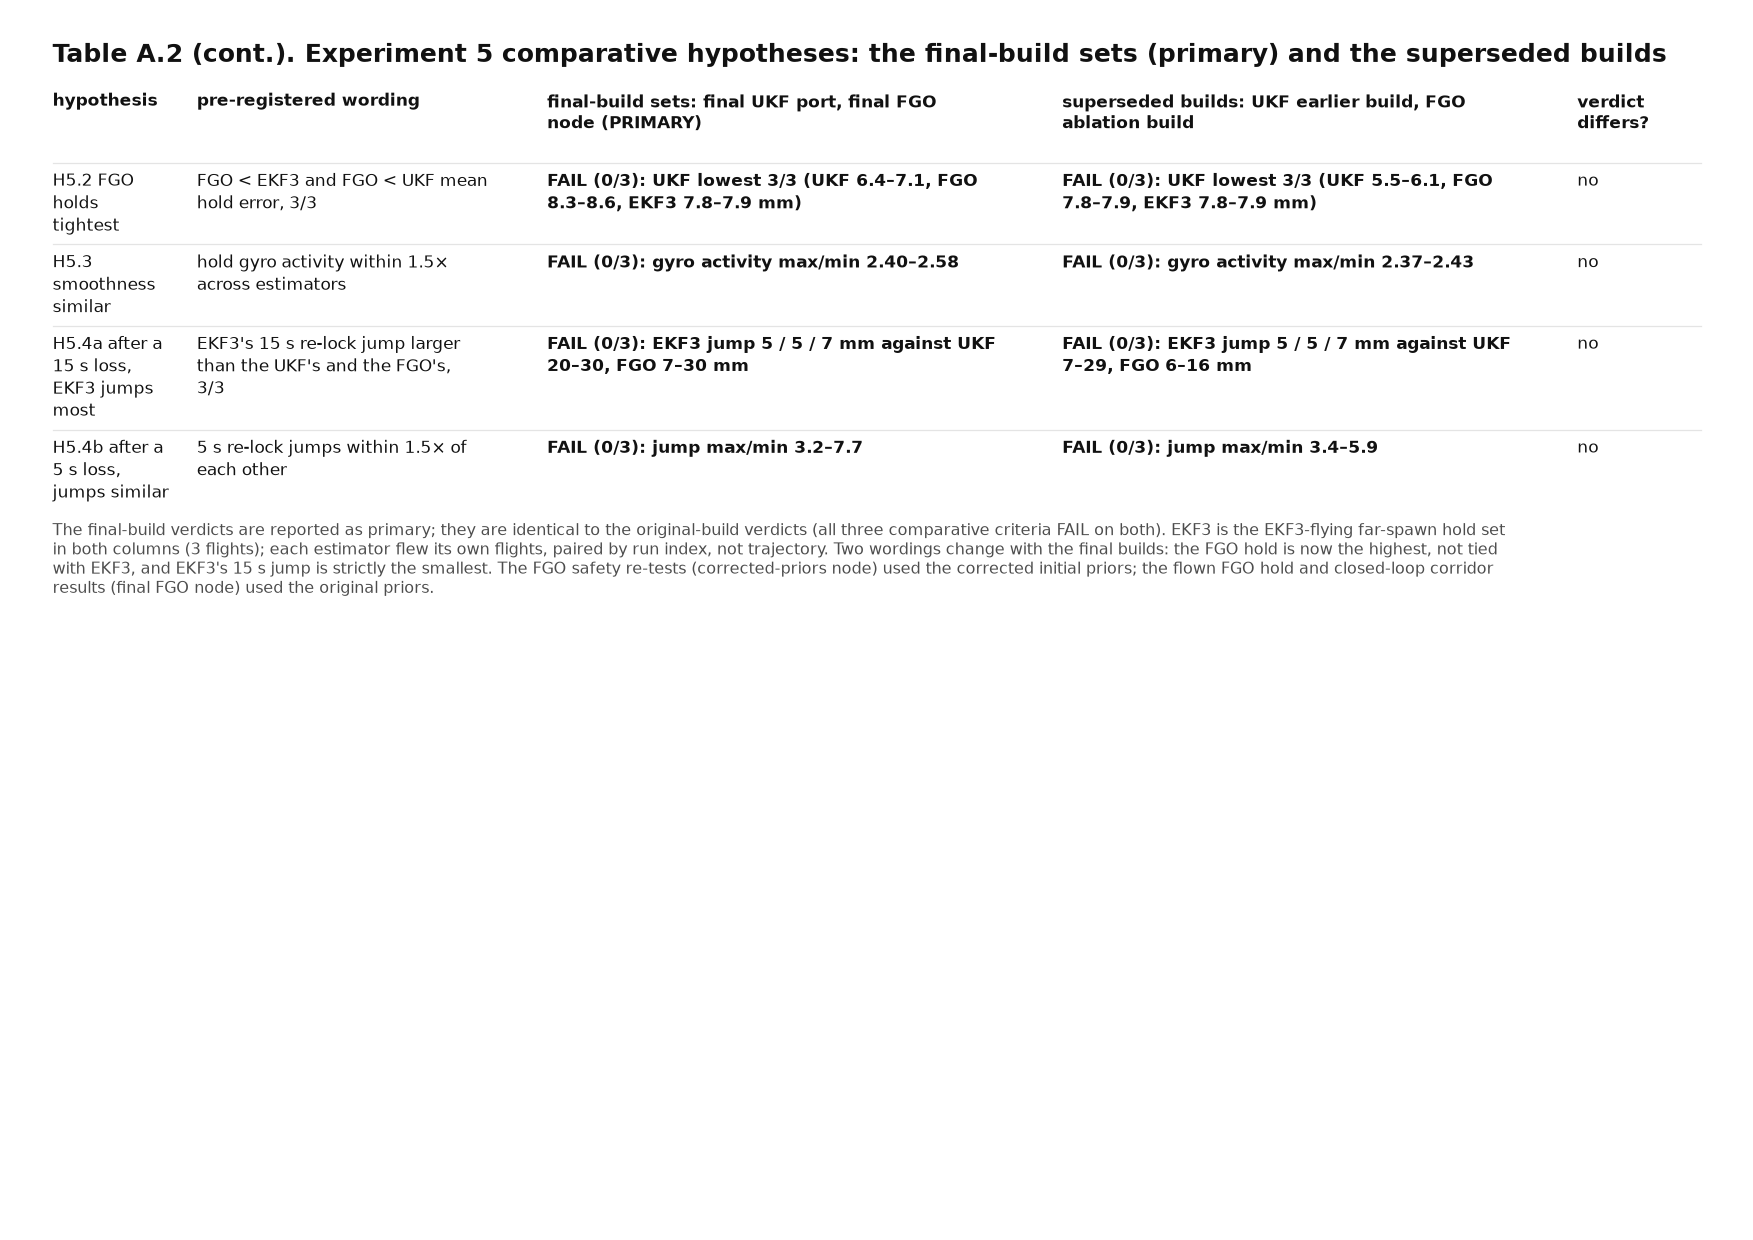 Table A.2 (cont.). Experiment 5 comparative hypotheses: the final-build sets (primary) and the superseded builds
hypothesis
pre-registered wording
final-build sets: final UKF port, final FGO
node (PRIMARY)
superseded builds: UKF earlier build, FGO
ablation build
verdict
differs?
H5.2 FGO
holds
tightest
FGO < EKF3 and FGO < UKF mean
hold error, 3/3
FAIL (0/3): UKF lowest 3/3 (UKF 6.4–7.1, FGO
8.3–8.6, EKF3 7.8–7.9 mm)
FAIL (0/3): UKF lowest 3/3 (UKF 5.5–6.1, FGO
7.8–7.9, EKF3 7.8–7.9 mm)
no
H5.3
smoothness
similar
hold gyro activity within 1.5×
across estimators
FAIL (0/3): gyro activity max/min 2.40–2.58
FAIL (0/3): gyro activity max/min 2.37–2.43
no
H5.4a after a
15 s loss,
EKF3 jumps
most
EKF3's 15 s re-lock jump larger
than the UKF's and the FGO's,
3/3
FAIL (0/3): EKF3 jump 5 / 5 / 7 mm against UKF
20–30, FGO 7–30 mm
FAIL (0/3): EKF3 jump 5 / 5 / 7 mm against UKF
7–29, FGO 6–16 mm
no
H5.4b after a
5 s loss,
jumps similar
5 s re-lock jumps within 1.5× of
each other
FAIL (0/3): jump max/min 3.2–7.7
FAIL (0/3): jump max/min 3.4–5.9
no
The final-build verdicts are reported as primary; they are identical to the original-build verdicts (all three comparative criteria FAIL on both). EKF3 is the EKF3-flying far-spawn hold set
in both columns (3 flights); each estimator flew its own flights, paired by run index, not trajectory. Two wordings change with the final builds: the FGO hold is now the highest, not tied
with EKF3, and EKF3's 15 s jump is strictly the smallest. The FGO safety re-tests (corrected-priors node) used the corrected initial priors; the flown FGO hold and closed-loop corridor
results (final FGO node) used the original priors.